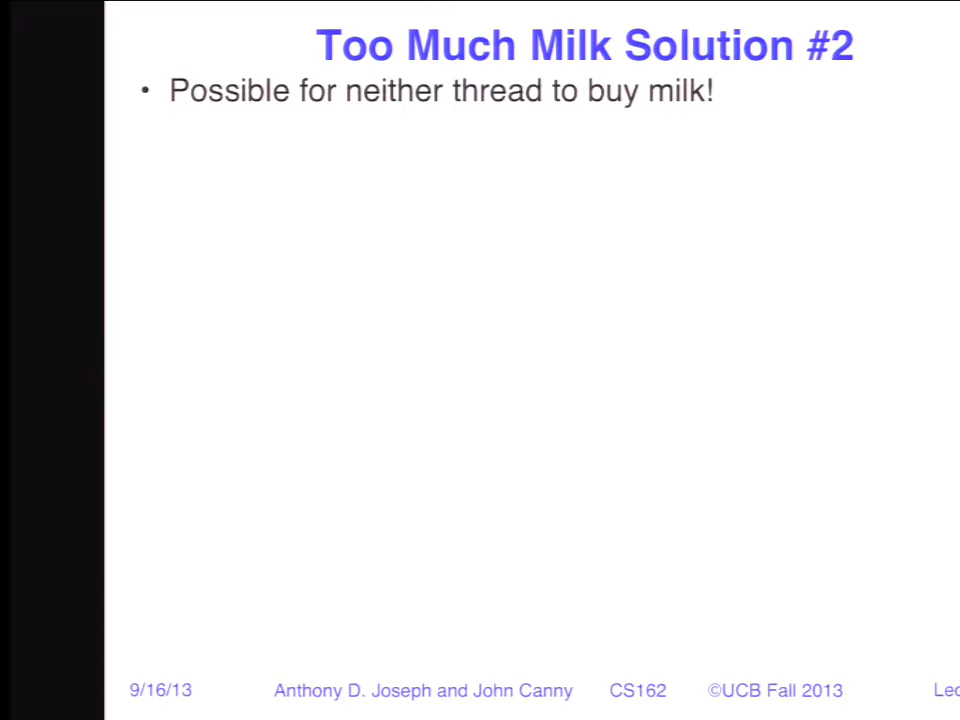 Too Much Milk Solution #2
• Possible for neither thread to buy milk!
9/16/13 Anthony D. Joseph and John Canny CS162 ©UCB Fall 2013 Lec